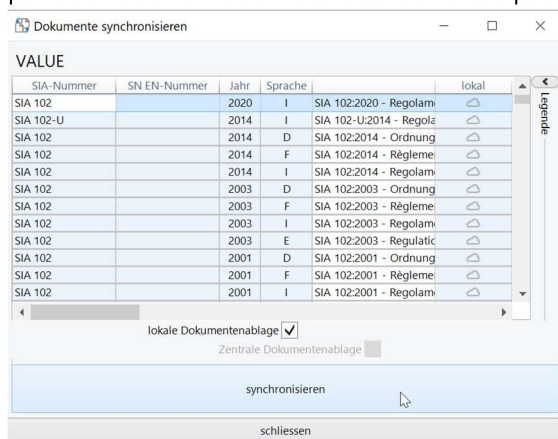 Dokumente synchronisieren
VALUE
SIA-Nummer SN EN-Nummer Jahr Sprache lokal
SIA 102 2020 I SIA 102:2020 - Regolam
SIA 102-U 2014 I SIA 102-U:2014 - Regola
SIA 102 2014 D SIA 102:2014 - Ordnung
SIA 102 2014 F SIA 102:2014 - Règleme
SIA 102 2014 I SIA 102:2014 - Regolam
SIA 102 2003 D SIA 102:2003 - Ordnung
SIA 102 2003 F SIA 102:2003 - Règleme
SIA 102 2003 I SIA 102:2003 - Regolam
SIA 102 2003 E SIA 102:2003 - Regulatio
SIA 102 2001 D SIA 102:2001 - Ordnung
SIA 102 2001 F SIA 102:2001 - Règleme
SIA 102 2001 I SIA 102:2001 - Regolam
Legende
lokale Dokumentenablage
Zentrale Dokumentenablage
synchronisieren
schliessen